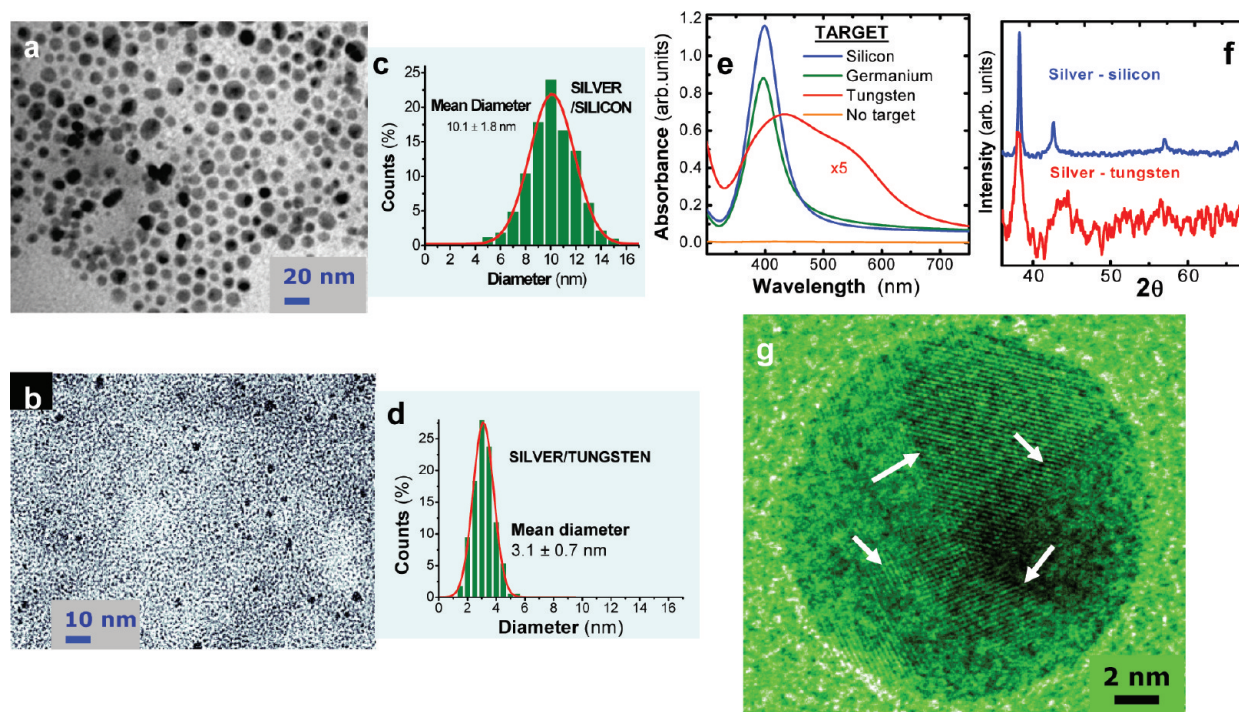 a
20 nm
c
SILVER
/SILICON
Mean Diameter
10.1 ± 1.8 nm
Counts (%)
25
20
15
10
5
0
0 2 4 6 8 10 12 14 16
Diameter (nm)
b
10 nm
d
SILVER/TUNGSTEN
Mean diameter
3.1 ± 0.7 nm
Counts (%)
25
20
15
10
5
0
0 2 4 6 8 10 12 14 16
Diameter (nm)
e
TARGET
Silicon
Germanium
Tungsten
No target
x5
Absorbance (arb.units)
1.2
1.0
0.8
0.6
0.4
0.2
0.0
400 500 600 700
Wavelength (nm)
f
Silver - silicon
Silver - tungsten
Intensity (arb. units)
40 50 60
2θ
g
2 nm